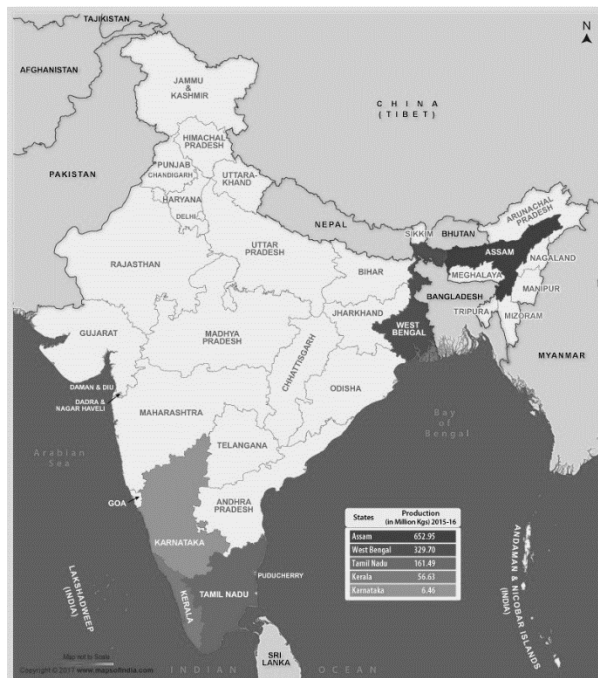 TAJIKISTAN
N
AFGHANISTAN
JAMMU
&
KASHMIR
CHINA
(TIBET)
HIMACHAL
PRADESH
PUNJAB
CHANDIGARH
PAKISTAN
UTTARA-
KHAND
HARYANA
DELHI
ARUNACHAL
PRADESH
NEPAL
SIKKIM
BHUTAN
ASSAM
UTTAR
PRADESH
RAJASTHAN
NAGALAND
BIHAR
MEGHALAYA
MANIPUR
BANGLADESH
TRIPURA
MIZORAM
JHARKHAND
WEST
BENGAL
GUJARAT
MADHYA
PRADESH
CHHATTISGARH
MYANMAR
ODISHA
DAMAN & DIU
DADRA &
NAGAR HAVELI
MAHARASHTRA
Bay
of
Bengal
Arabian
Sea
TELANGANA
GOA
ANDHRA
PRADESH
KARNATAKA
States Production
(in Million Kgs) 2015-16
Assam 652.95
West Bengal 329.70
Tamil Nadu 161.49
Kerala 56.63
Karnataka 6.46
ANDAMAN & NICOBAR ISLANDS
(INDIA)
LAKSHADWEEP
(INDIA)
PUDUCHERRY
KERALA
TAMIL NADU
SRI
LANKA
Map not to Scale
Copyright © 2017 www.mapsofindia.com
INDIAN OCEAN